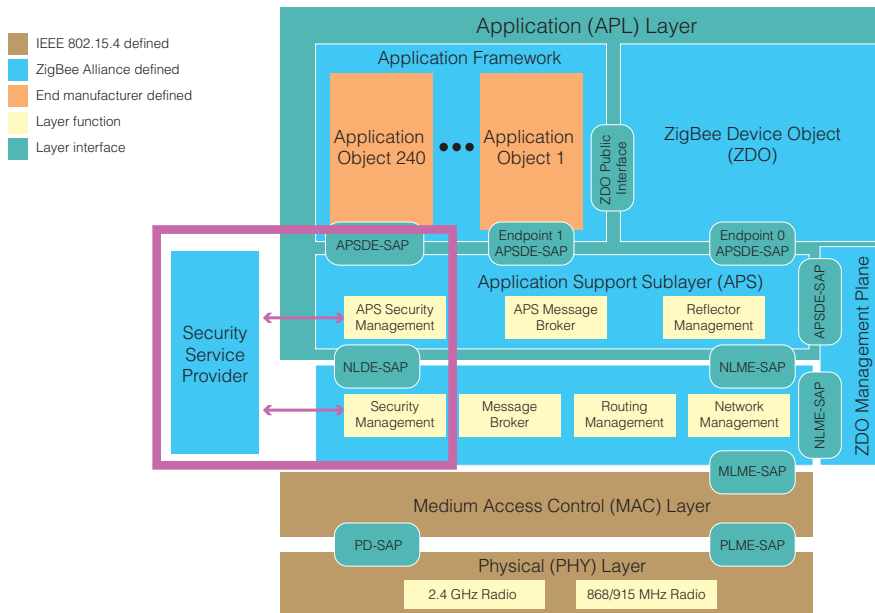 IEEE 802.15.4 defined
ZigBee Alliance defined
End manufacturer defined
Layer function
Layer interface
Application (APL) Layer
Application Framework
Application
Object 240
Application
Object 1
ZDO Public
Interface
ZigBee Device Object
(ZDO)
APSDE-SAP
Endpoint 1
APSDE-SAP
Endpoint 0
APSDE-SAP
Application Support Sublayer (APS)
APS Security
Management
APS Message
Broker
Reflector
Management
APSDE-SAP
ZDO Management Plane
Security
Service
Provider
NLDE-SAP
NLME-SAP
NLME-SAP
Security
Management
Message
Broker
Routing
Management
Network
Management
MLME-SAP
Medium Access Control (MAC) Layer
PD-SAP
PLME-SAP
Physical (PHY) Layer
2.4 GHz Radio
868/915 MHz Radio